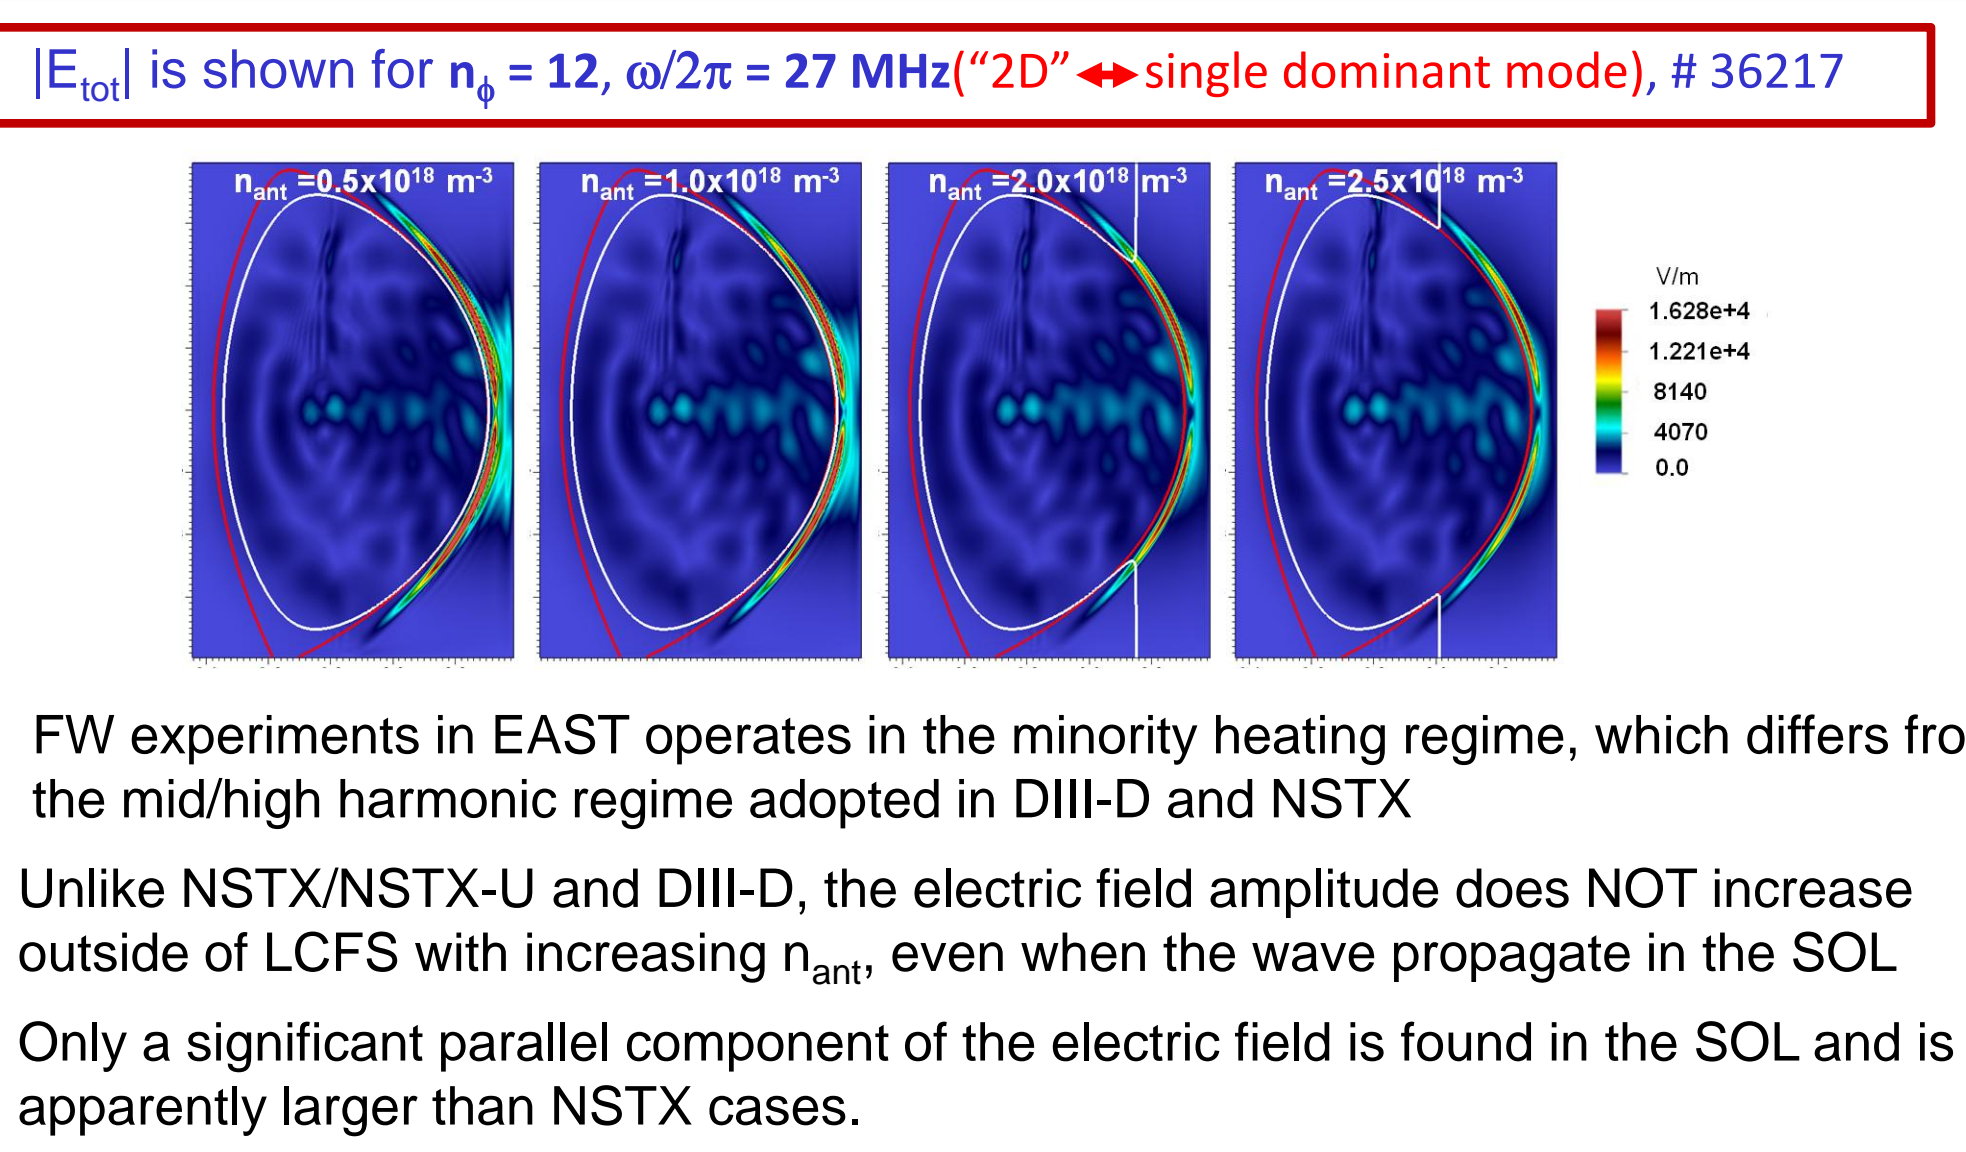 |E_tot| is shown for n_ϕ = 12, ω/2π = 27 MHz(“2D”↔single dominant mode), # 36217
n_ant =0.5x10^18 m^-3 n_ant =1.0x10^18 m^-3 n_ant =2.0x10^18 m^-3 n_ant =2.5x10^18 m^-3
V/m
1.628e+4
1.221e+4
8140
4070
0.0
FW experiments in EAST operates in the minority heating regime, which differs fro
the mid/high harmonic regime adopted in DIII-D and NSTX
Unlike NSTX/NSTX-U and DIII-D, the electric field amplitude does NOT increase
outside of LCFS with increasing n_ant, even when the wave propagate in the SOL
Only a significant parallel component of the electric field is found in the SOL and is
apparently larger than NSTX cases.